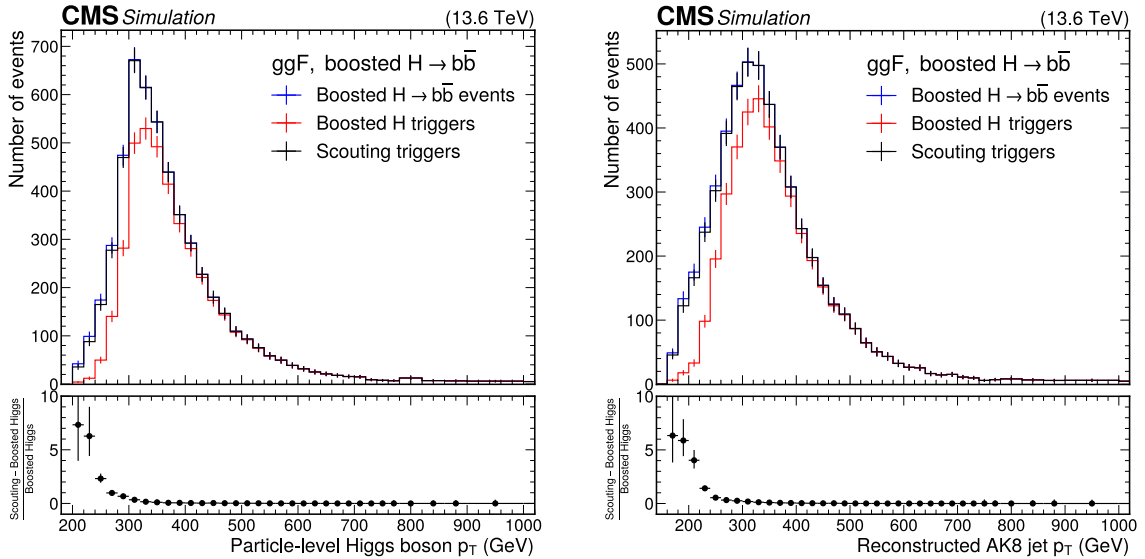 CMS Simulation (13.6 TeV)
Number of events
700
600
500
400
300
200
100
0
ggF, boosted H → bb̅
Boosted H → bb̅ events
Boosted H triggers
Scouting triggers
Scouting − Boosted Higgs
Boosted Higgs
10
5
0
200 300 400 500 600 700 800 900 1000
Particle-level Higgs boson pT (GeV)
CMS Simulation (13.6 TeV)
Number of events
500
400
300
200
100
0
ggF, boosted H → bb̅
Boosted H → bb̅ events
Boosted H triggers
Scouting triggers
Scouting − Boosted Higgs
Boosted Higgs
10
5
0
200 300 400 500 600 700 800 900 1000
Reconstructed AK8 jet pT (GeV)